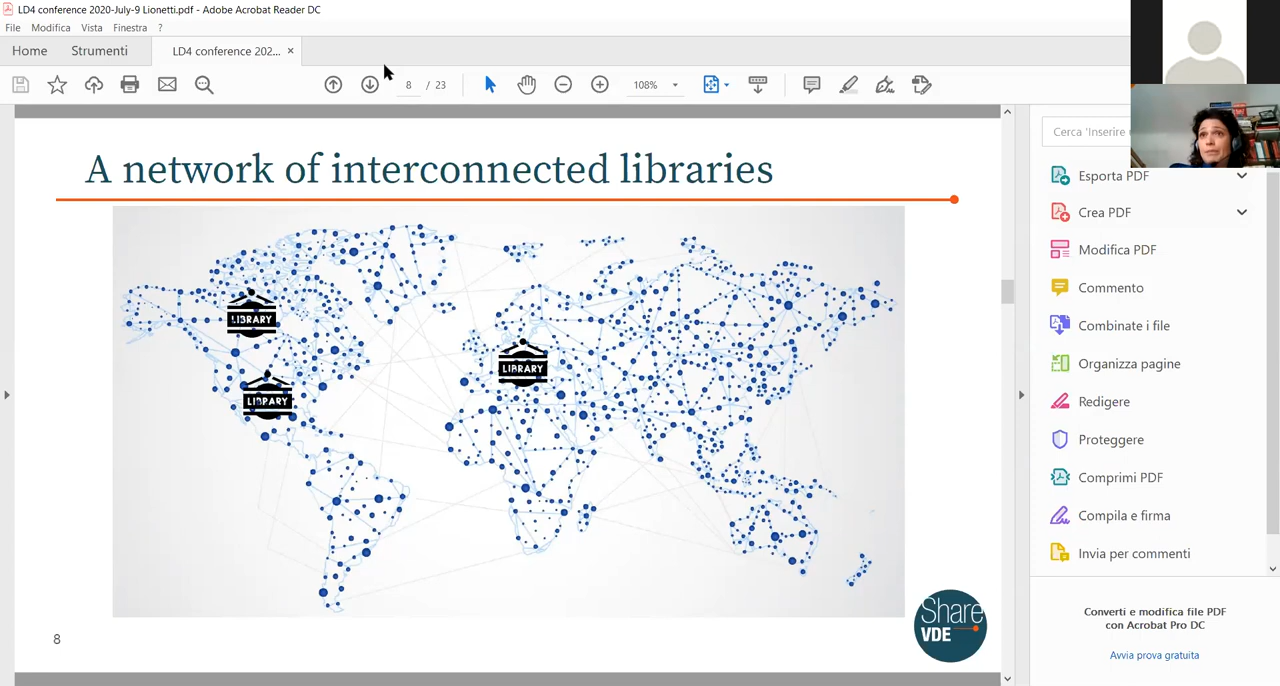 LD4 conference 2020-July-9 Lionetti.pdf - Adobe Acrobat Reader DC
File Modifica Vista Finestra ?
Home Strumenti LD4 conference 202... ×
8 / 23 108%
A network of interconnected libraries
LIBRARY
LIBRARY
LIBRARY
8
Share
VDE
Cerca 'Inserire
Esporta PDF
Crea PDF
Modifica PDF
Commento
Combinate i file
Organizza pagine
Redigere
Proteggere
Comprimi PDF
Compila e firma
Invia per commenti
Converti e modifica file PDF
con Acrobat Pro DC
Avvia prova gratuita